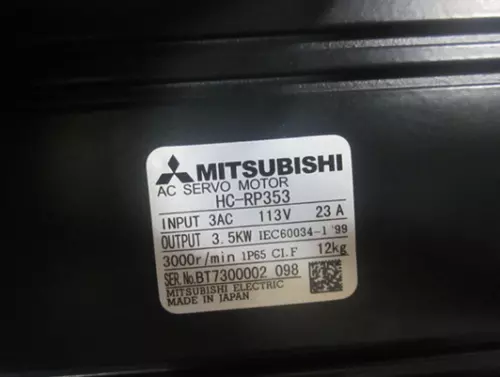 MITSUBISHI
AC SERVO MOTOR
HC-RP353
INPUT 3AC 113V 23 A
OUTPUT 3.5KW IEC60034-1 '99
3000r/min IP65 CI.F 12kg
SER.No.BT7300002 098
MITSUBISHI ELECTRIC
MADE IN JAPAN